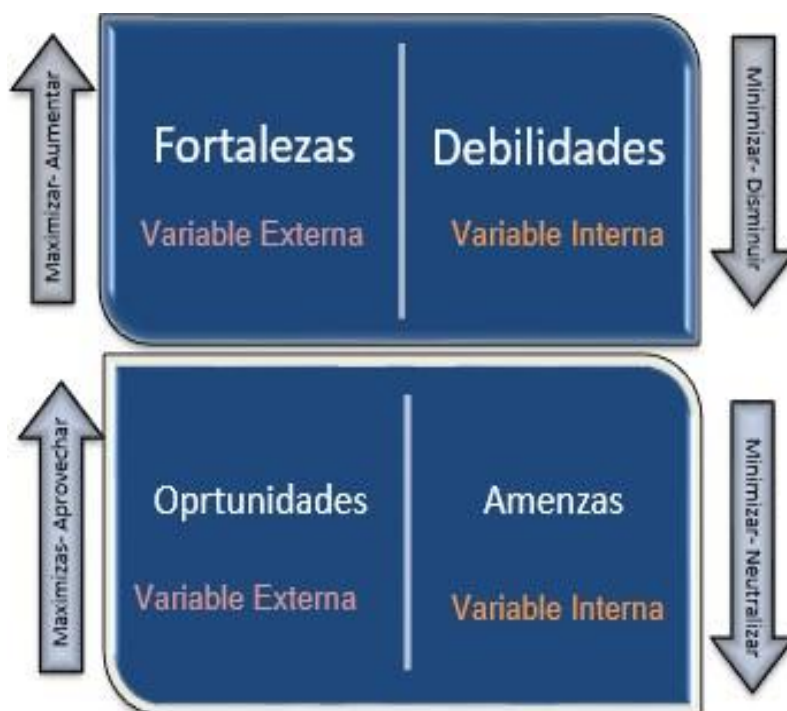 Maximizar- Aumentar
Fortalezas
Variable Externa
Debilidades
Variable Interna
Minimizar- Disminuir
Maximizas- Aprovechar
Oprtunidades
Variable Externa
Amenzas
Variable Interna
Minimizar- Neutralizar